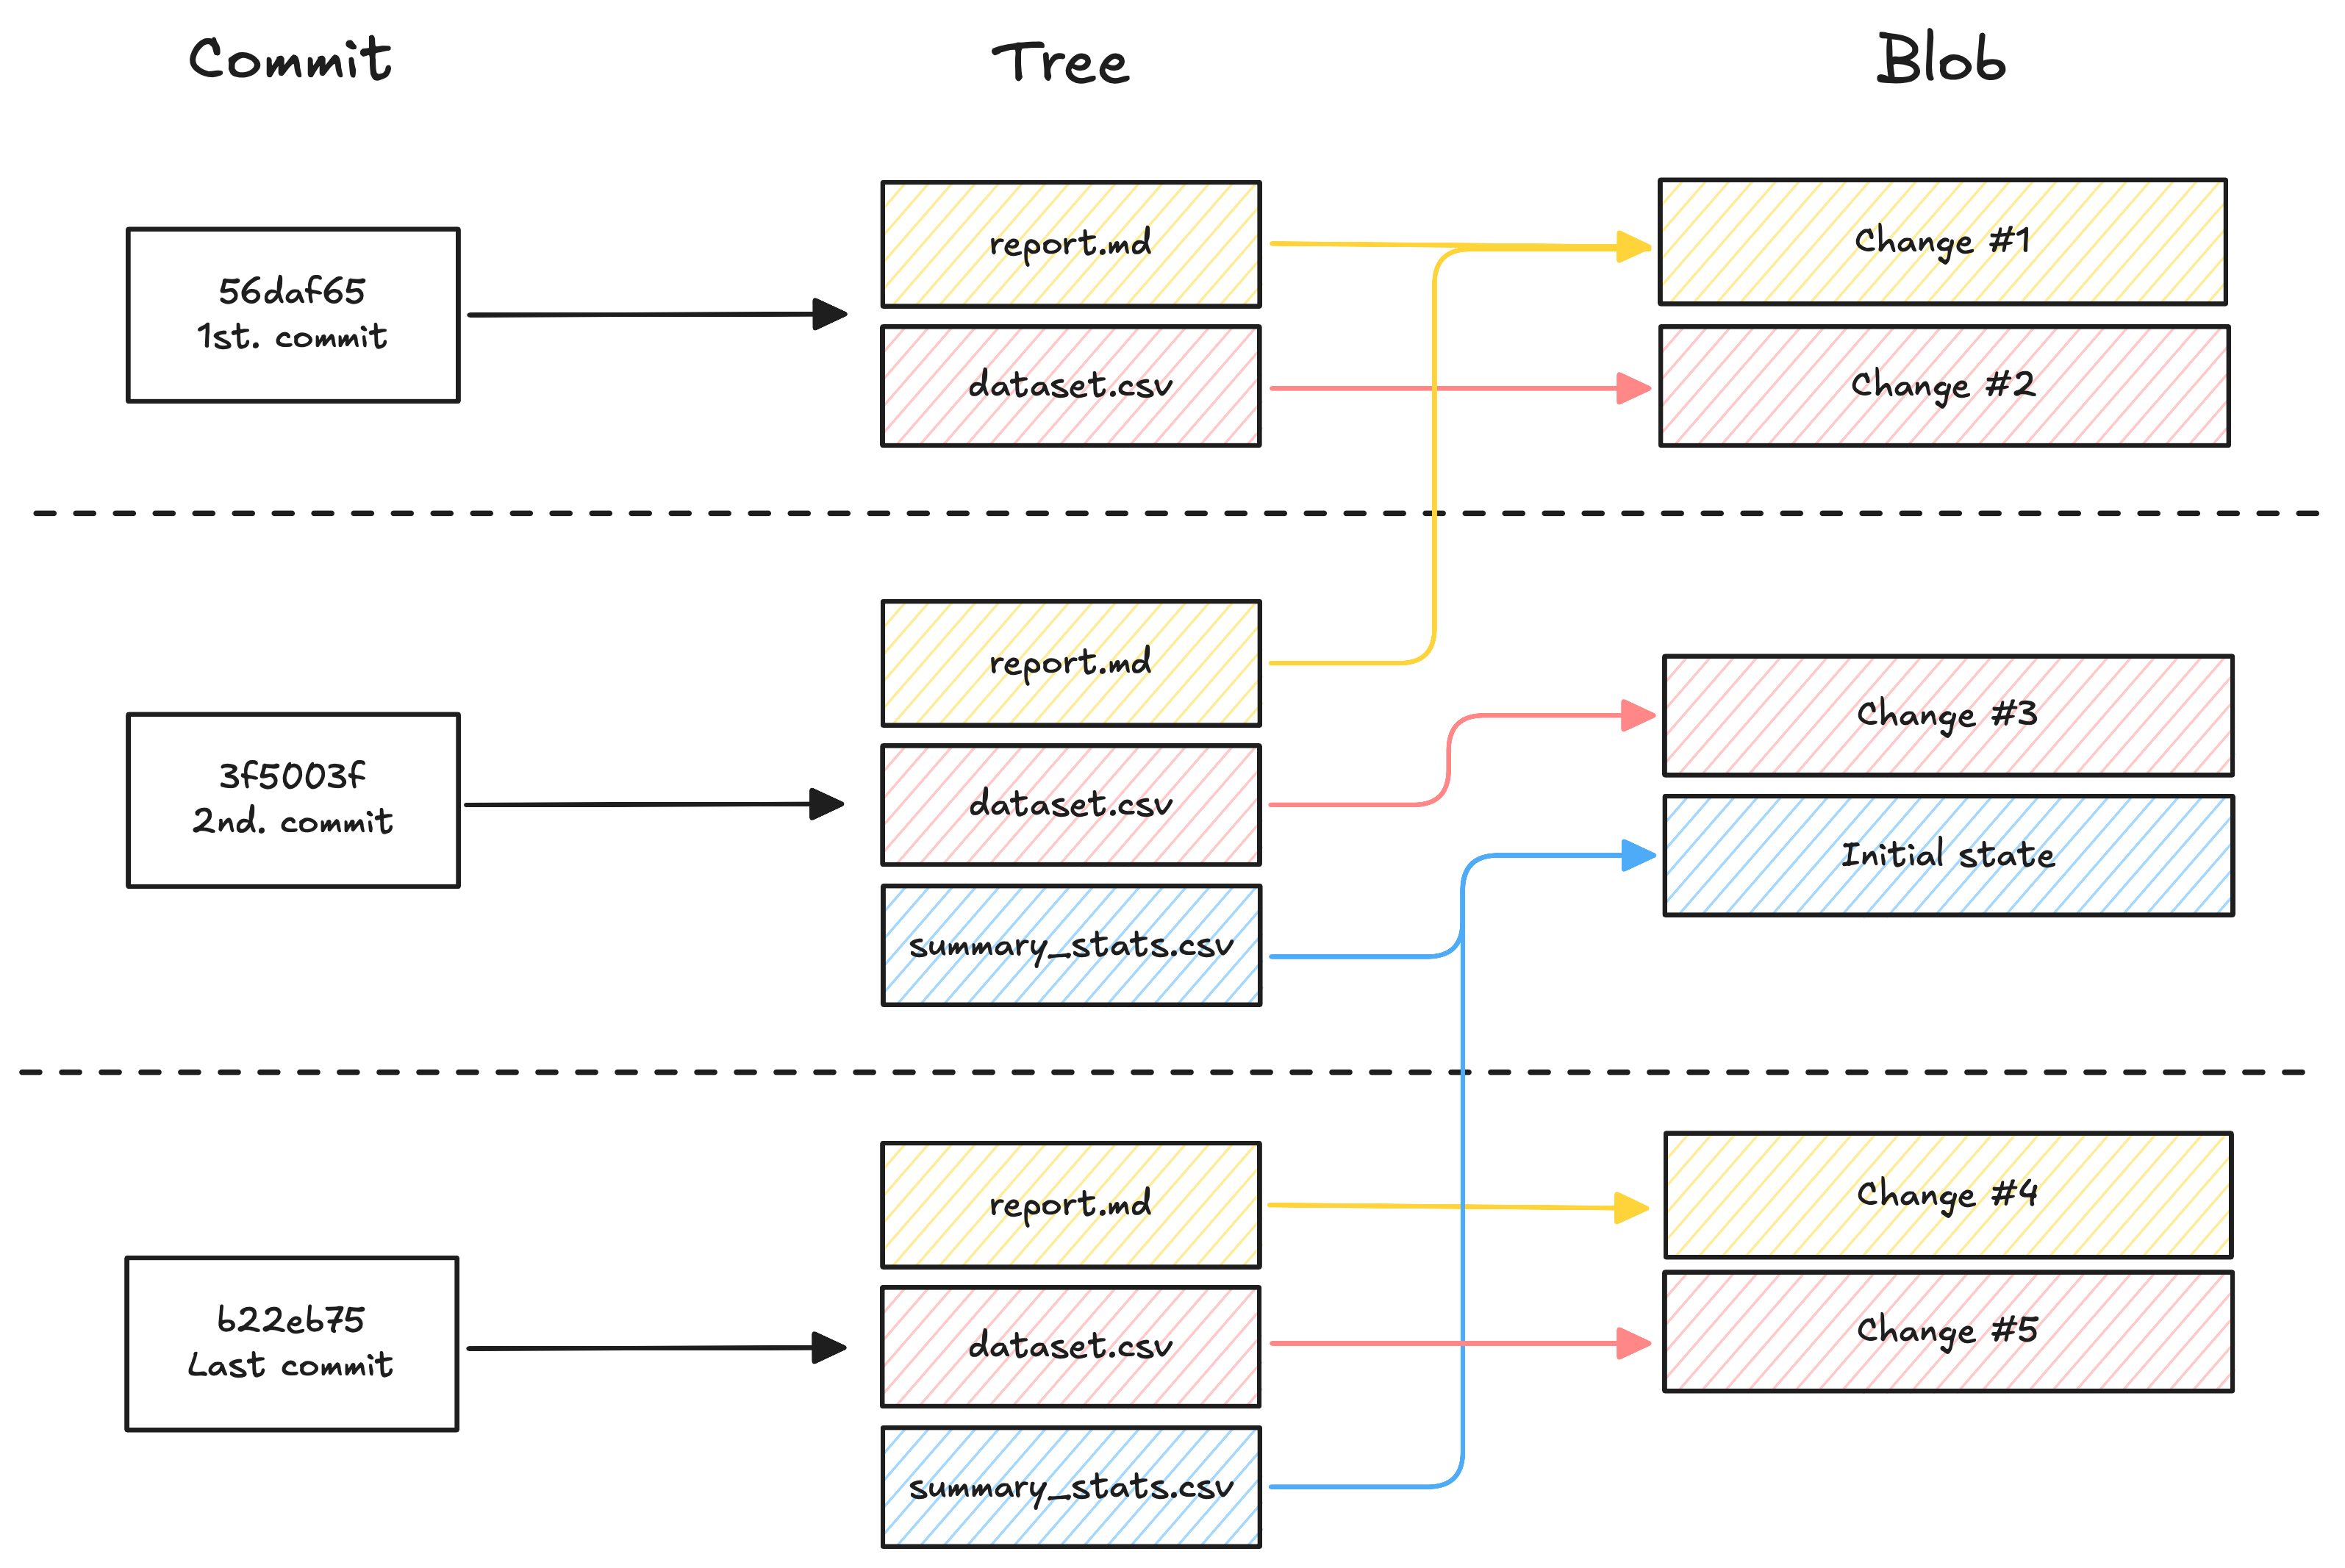 Commit
Tree
Blob
56daf65
1st. commit
report.md
dataset.csv
Change #1
Change #2
3f5003f
2nd. commit
report.md
dataset.csv
summary_stats.csv
Change #3
Initial state
b22eb75
Last commit
report.md
dataset.csv
summary_stats.csv
Change #4
Change #5